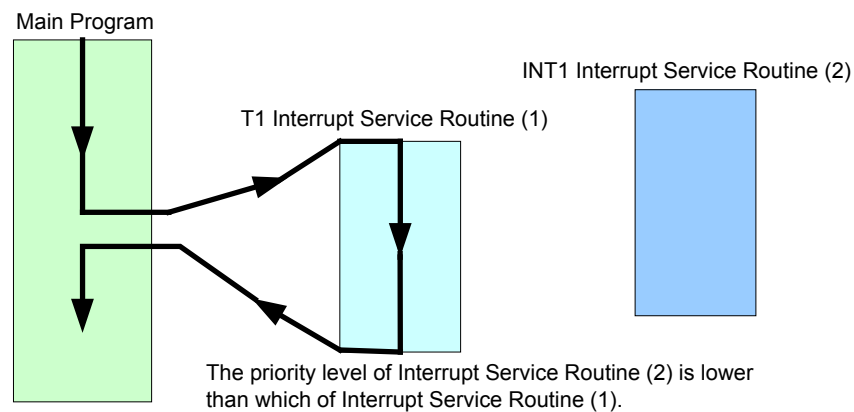 Main Program
INT1 Interrupt Service Routine (2)
T1 Interrupt Service Routine (1)
The priority level of Interrupt Service Routine (2) is lower
than which of Interrupt Service Routine (1).